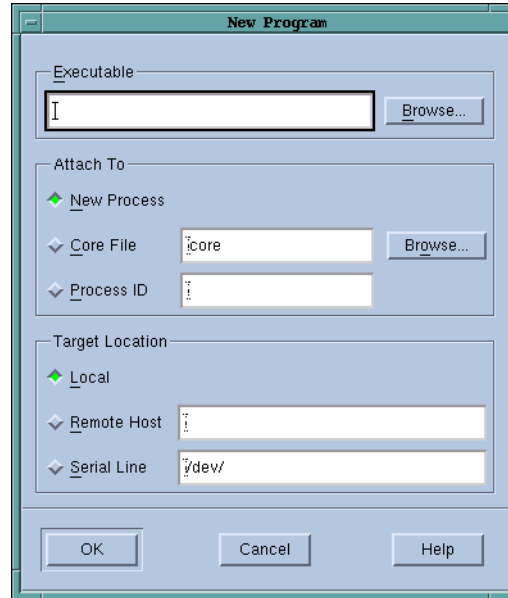 New Program
Executable
Browse...
Attach To
New Process
Core File core Browse...
Process ID
Target Location
Local
Remote Host
Serial Line /dev/
OK Cancel Help